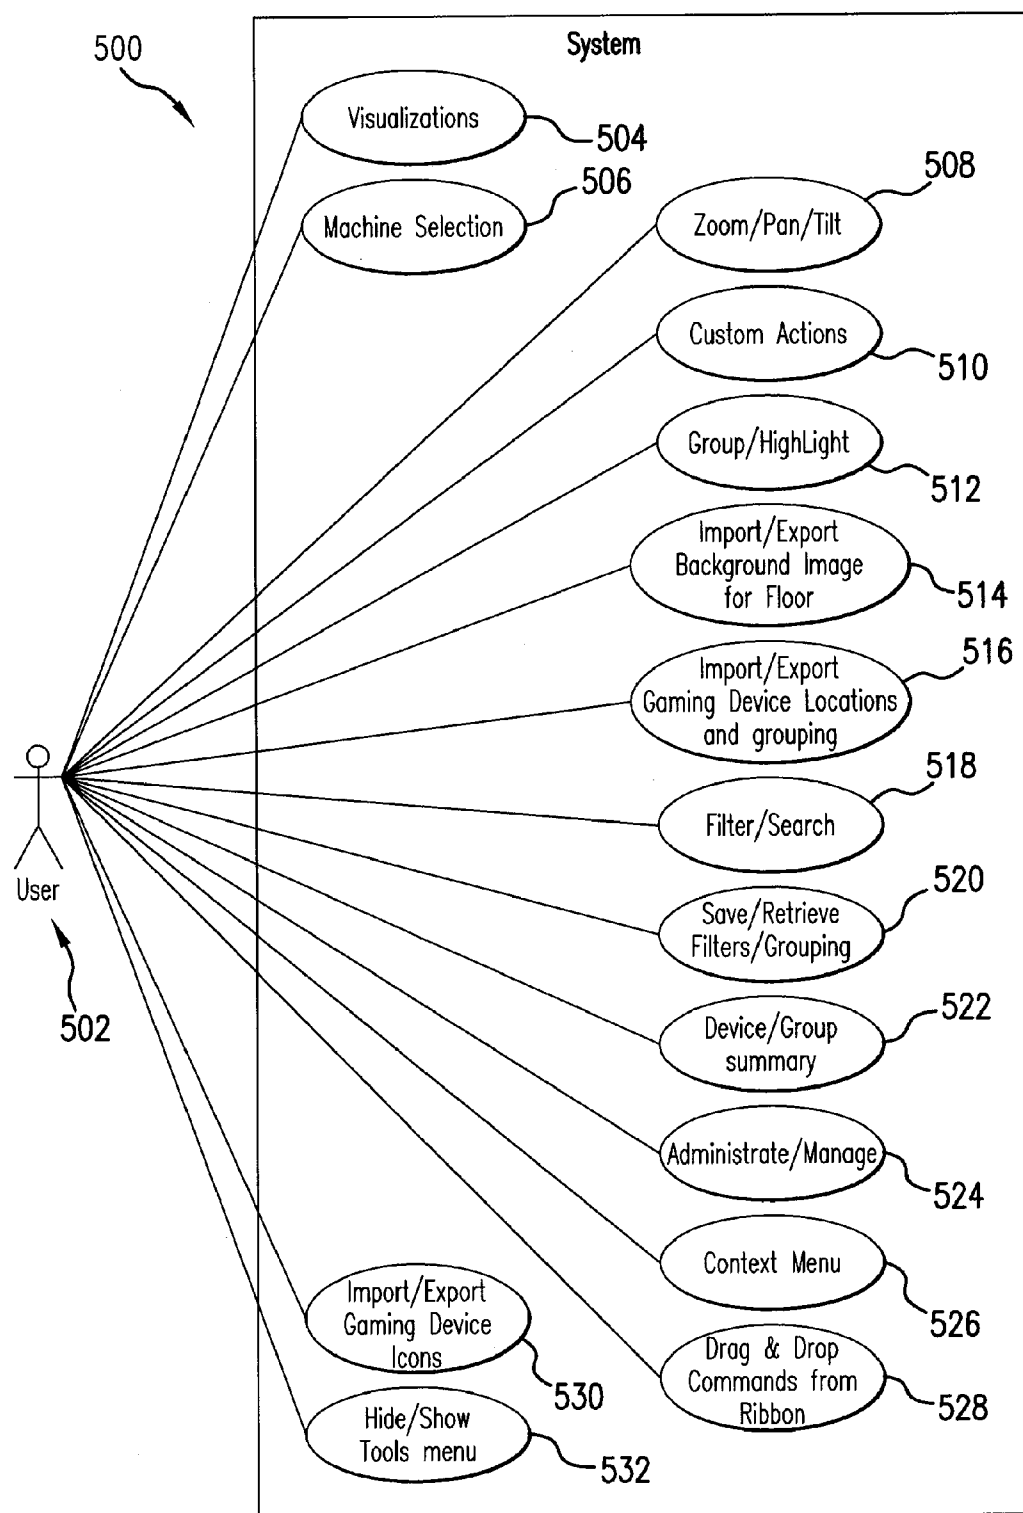 500
System
Visualizations
504
Machine Selection
506
508
Zoom/Pan/Tilt
Custom Actions
510
Group/HighLight
512
Import/Export
Background Image
for Floor
514
516
Import/Export
Gaming Device Locations
and grouping
518
Filter/Search
User
502
520
Save/Retrieve
Filters/Grouping
522
Device/Group
summary
Administrate/Manage
524
Context Menu
526
Import/Export
Gaming Device
Icons
530
Drag & Drop
Commands from
Ribbon
528
Hide/Show
Tools menu
532